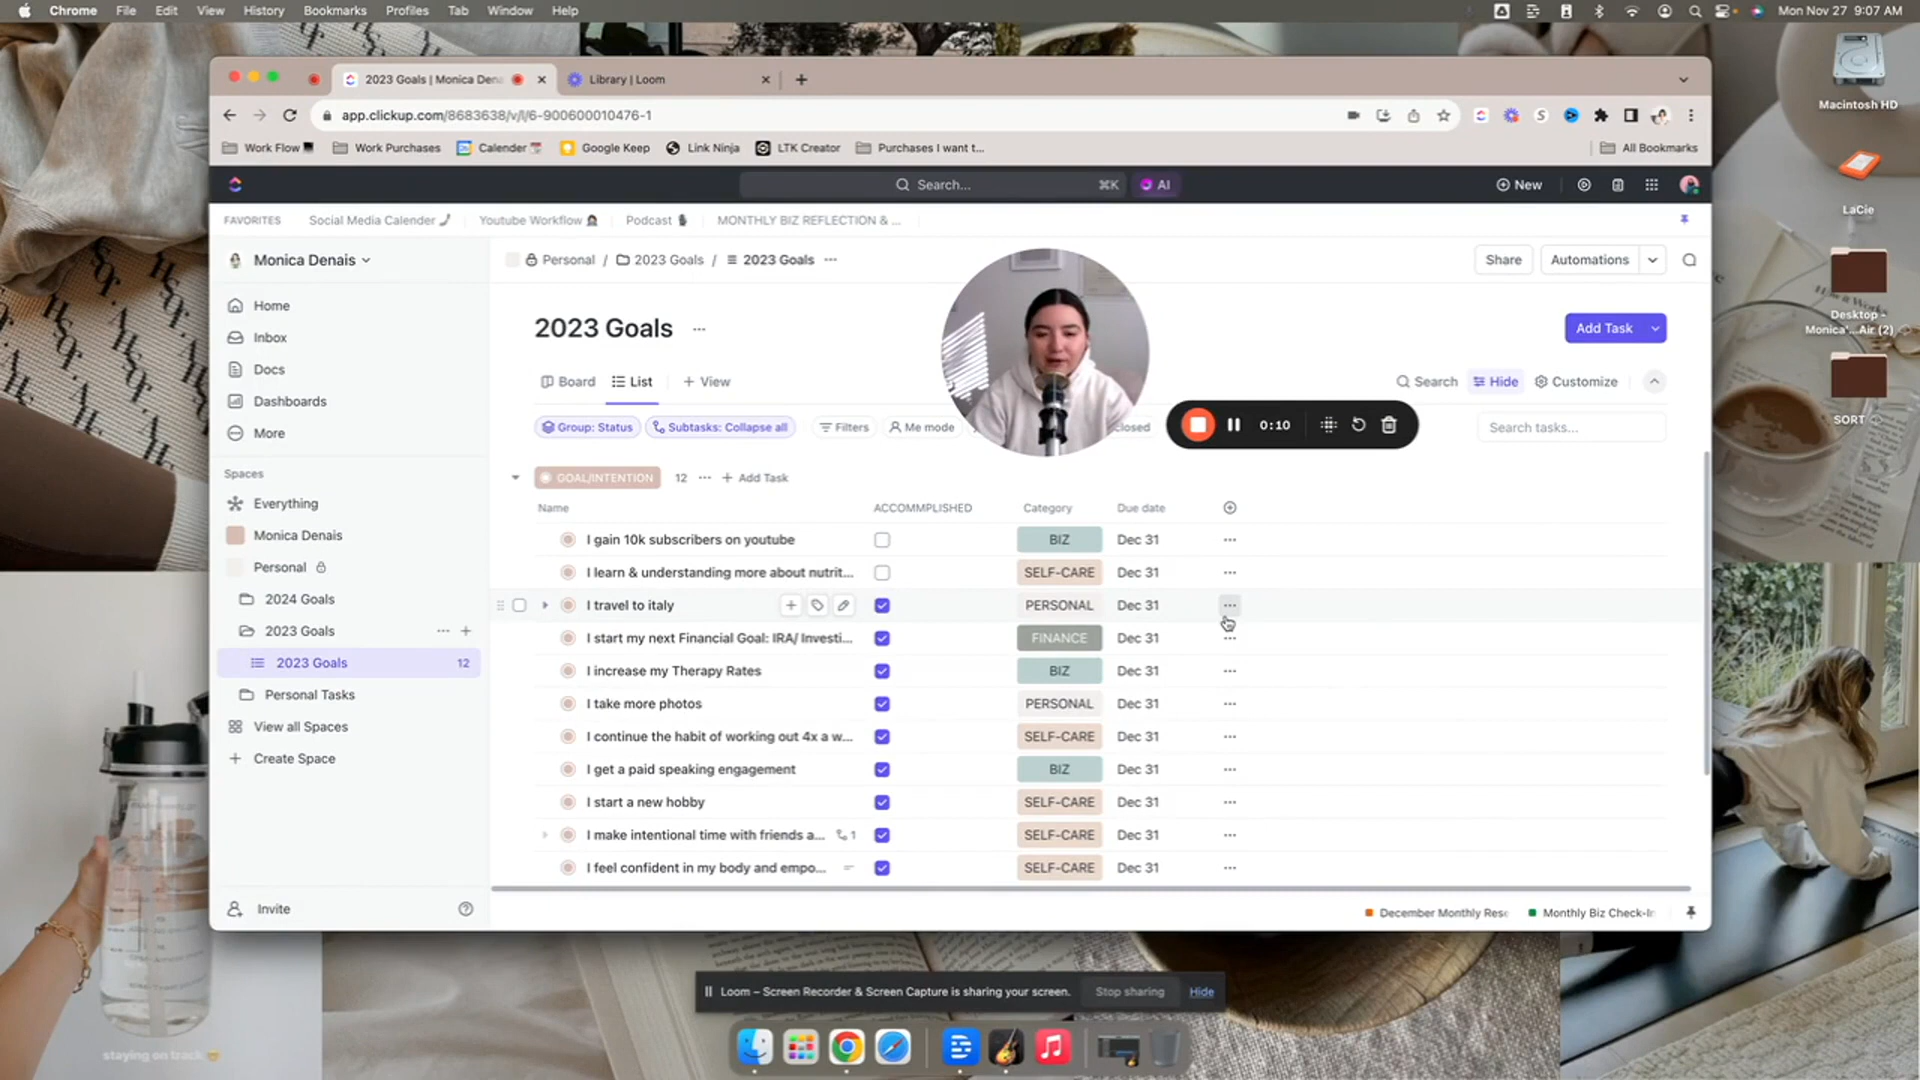 Chrome File Edit View History Bookmarks Profiles Tab Window Help Mon Nov 27 9:07 AM
2023 Goals | Monica Dena Library | Loom
app.clickup.com/8683638/v/l/6-900600010476-1
Work Flow Work Purchases Calender Google Keep Link Ninja LTK Creator Purchases I want t... All Bookmarks
Search... ⌘K AI New
FAVORITES Social Media Calender Youtube Workflow Podcast MONTHLY BIZ REFLECTION & ...
Monica Denais
Personal / 2023 Goals / 2023 Goals ...
Share Automations
Home
Inbox
Docs
Dashboards
More
Spaces
Everything
Monica Denais
Personal
2024 Goals
2023 Goals
2023 Goals 12
Personal Tasks
View all Spaces
Create Space
Invite
2023 Goals ...
Add Task
Board List + View
Search Hide Customize
Group: Status Subtasks: Collapse all Filters Me mode closed
0:10
Search tasks...
GOAL/INTENTION 12 ... + Add Task
Name ACCOMMPLISHED Category Due date
I gain 10k subscribers on youtube BIZ Dec 31
I learn & understanding more about nutrit... SELF-CARE Dec 31
I travel to italy PERSONAL Dec 31
I start my next Financial Goal: IRA/ Investi... FINANCE Dec 31
I increase my Therapy Rates BIZ Dec 31
I take more photos PERSONAL Dec 31
I continue the habit of working out 4x a w... SELF-CARE Dec 31
I get a paid speaking engagement BIZ Dec 31
I start a new hobby SELF-CARE Dec 31
I make intentional time with friends a... 1 SELF-CARE Dec 31
I feel confident in my body and empo... SELF-CARE Dec 31
December Monthly Rese Monthly Biz Check-In
Loom – Screen Recorder & Screen Capture is sharing your screen. Stop sharing Hide
Macintosh HD
LaCie
Desktop -
Monica'...Air (2)
SORT
staying on track